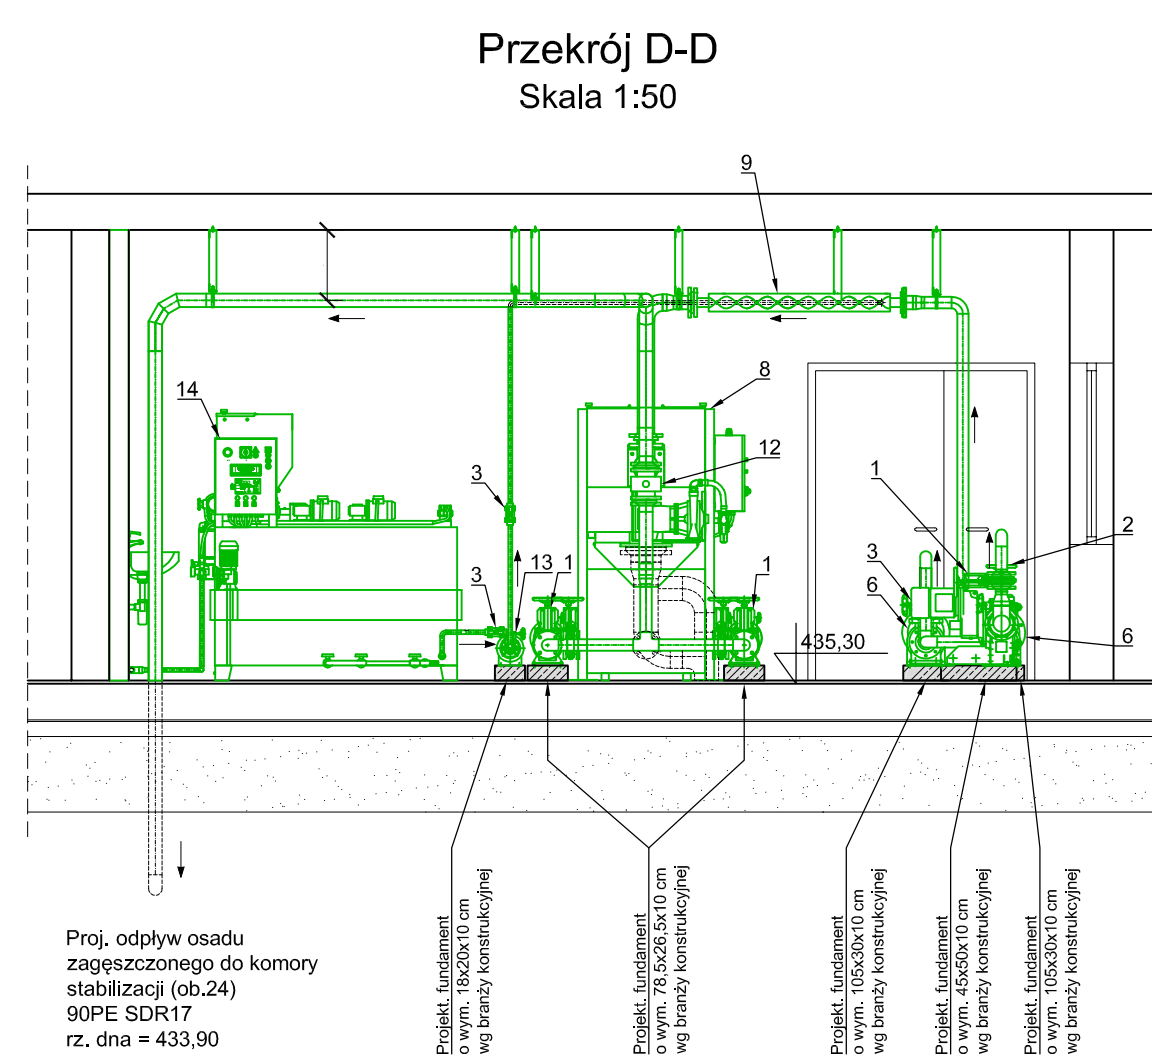 Przekrój D-D
Skala 1:50
9
14
8
12
3
1
2
3
3
13
1
1
6
6
435,30
Proj. odpływ osadu
zagęszczonego do komory
stabilizacji (ob.24)
90PE SDR17
rz. dna = 433,90
Projekt. fundament
o wym. 18x20x10 cm
wg branży konstrukcyjnej
Projekt. fundament
o wym. 78,5x26,5x10 cm
wg branży konstrukcyjnej
Projekt. fundament
o wym. 105x30x10 cm
wg branży konstrukcyjnej
Projekt. fundament
o wym. 45x50x10 cm
wg branży konstrukcyjnej
Projekt. fundament
o wym. 105x30x10 cm
wg branży konstrukcyjnej